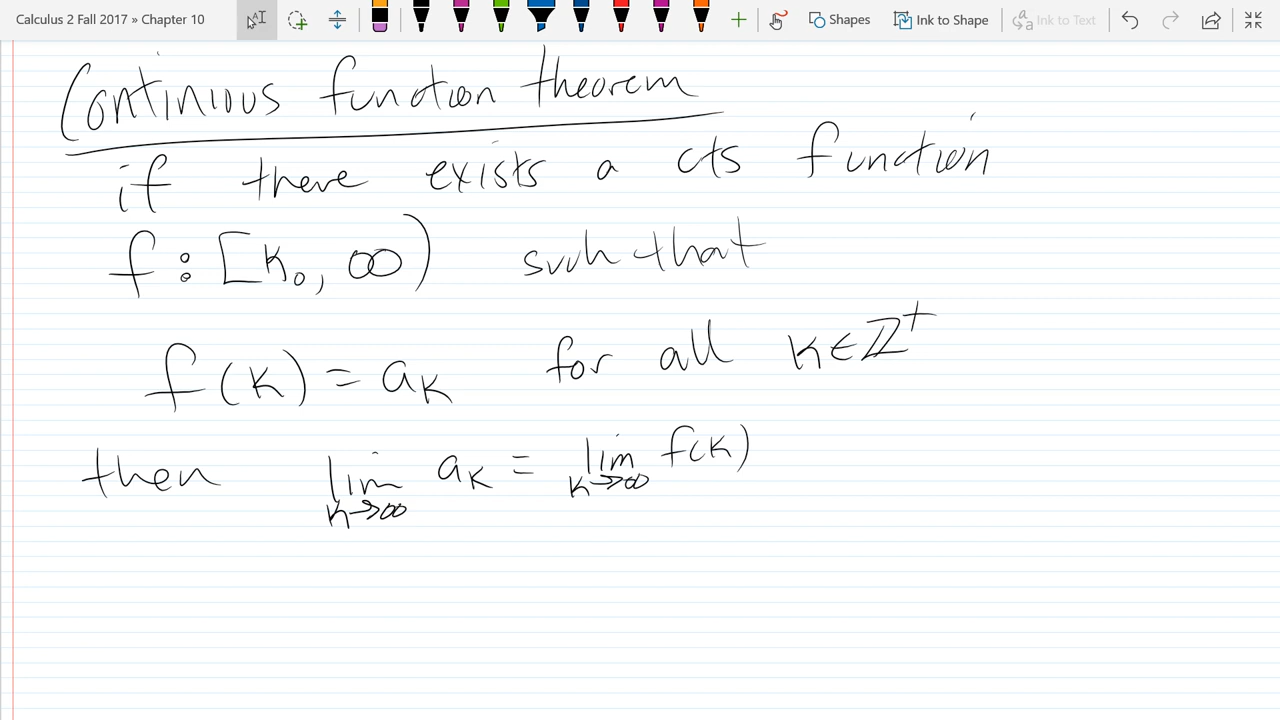 Calculus 2 Fall 2017 » Chapter 10 Shapes Ink to Shape Ink to Text
Continious function theorem
if there exists a cts function
f : [k₀, ∞) such that
f(k) = aₖ for all k ∈ ℤ⁺
then lim k→∞ aₖ = lim k→∞ f(k)